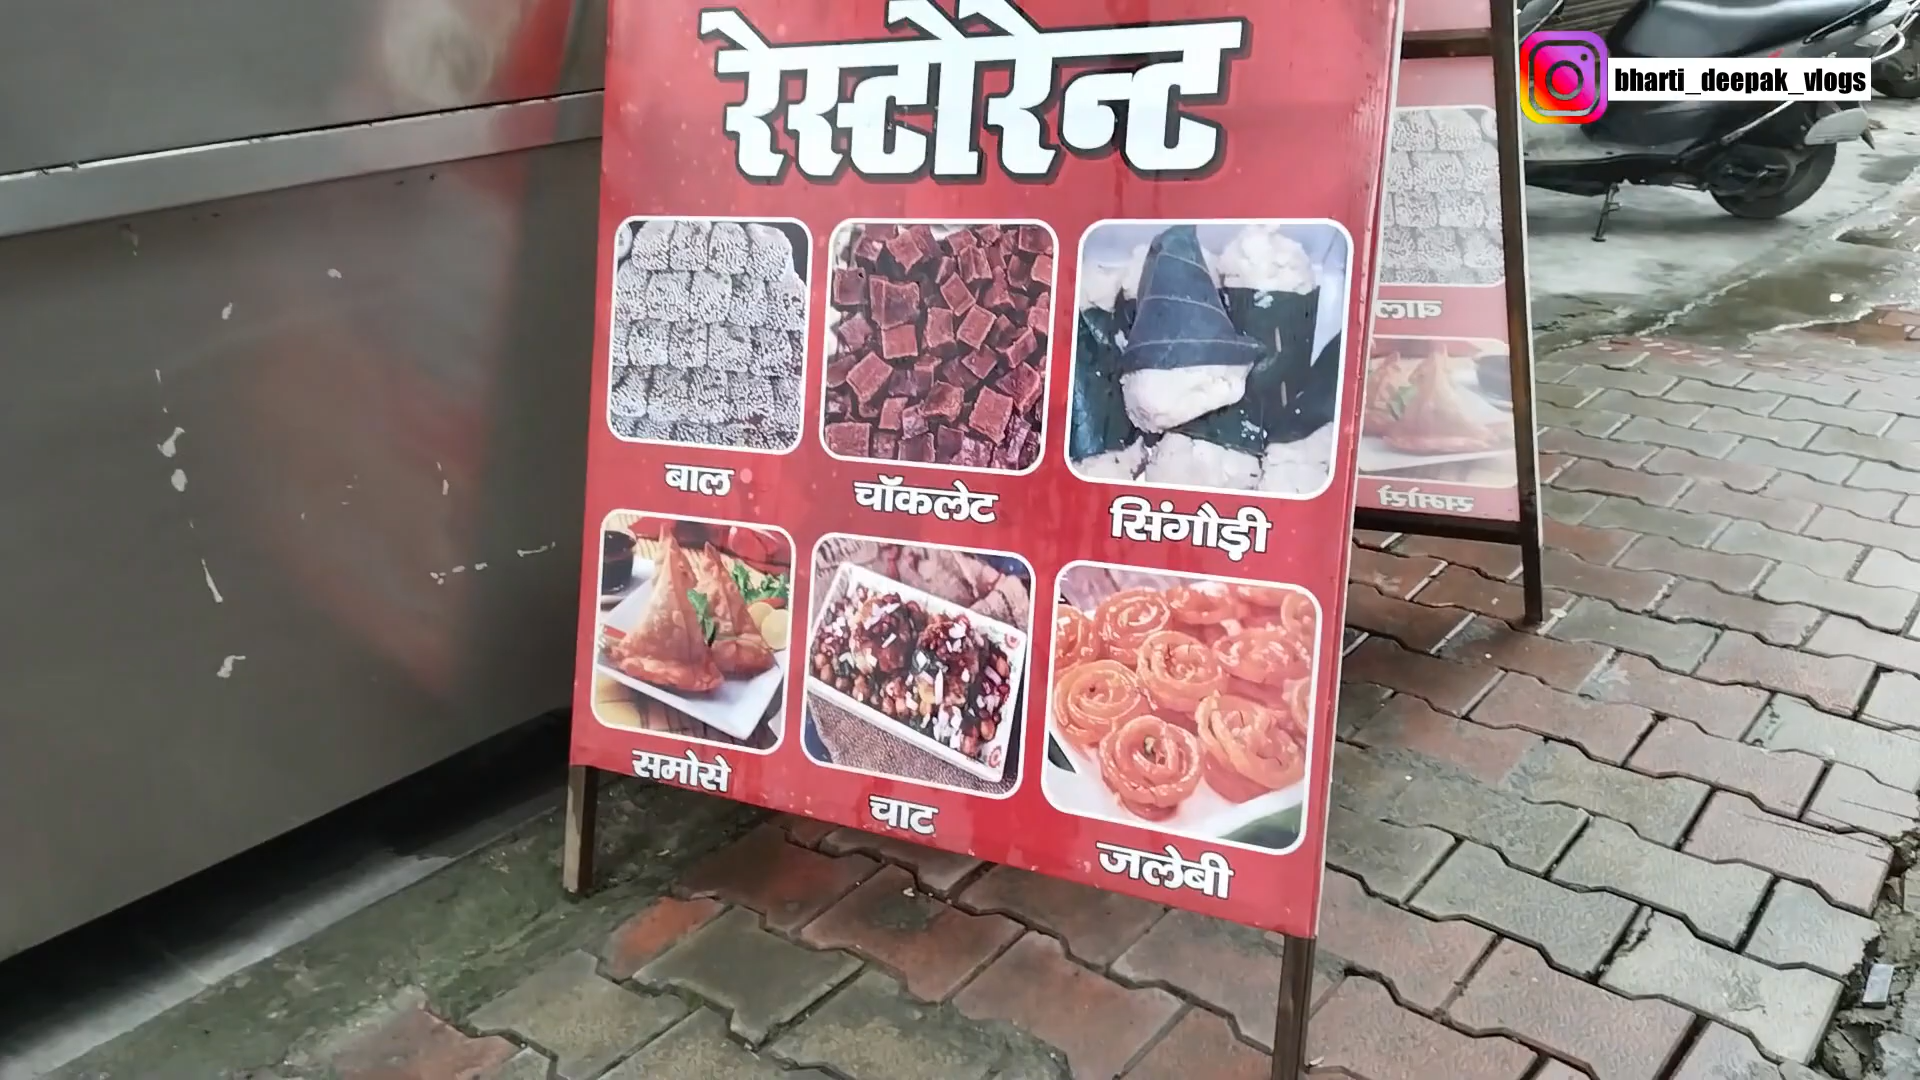 रेस्टोरेन्ट
bharti_deepak_vlogs
बाल
चॉकलेट
सिंगौड़ी
समोसे
चाट
जलेबी